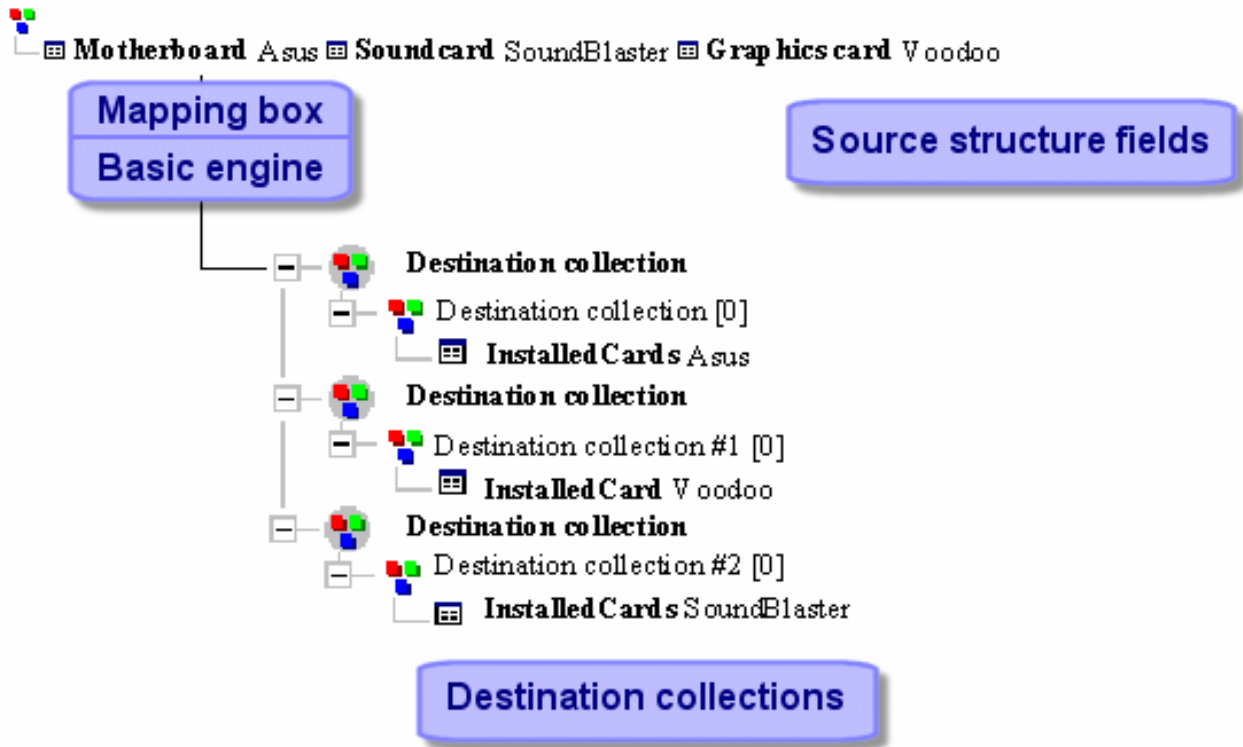 Motherboard Asus Soundcard SoundBlaster Graphics card Voodoo
Mapping box
Basic engine
Source structure fields
Destination collection
Destination collection [0]
InstalledCards Asus
Destination collection
Destination collection #1 [0]
InstalledCard Voodoo
Destination collection
Destination collection #2 [0]
InstalledCards SoundBlaster
Destination collections